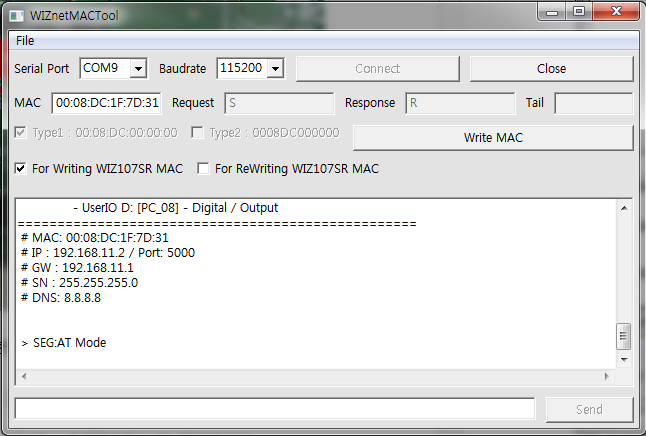 WIZnetMACTool
File
Serial Port COM9 Baudrate 115200 Connect Close
MAC 00:08:DC:1F:7D:31 Request S Response R Tail
Type1 : 00:08:DC:00:00:00 Type2 : 0008DC000000 Write MAC
For Writing WIZ107SR MAC For ReWriting WIZ107SR MAC
- UserIO D: [PC_08] - Digital / Output
==================================================
# MAC: 00:08:DC:1F:7D:31
# IP : 192.168.11.2 / Port: 5000
# GW : 192.168.11.1
# SN : 255.255.255.0
# DNS: 8.8.8.8
> SEG:AT Mode
Send